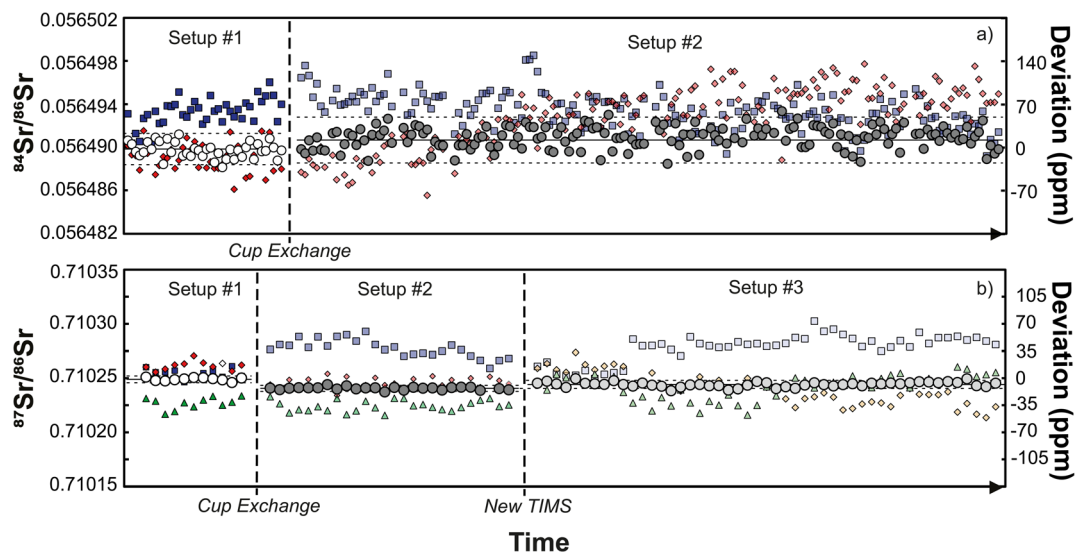 Setup #1
Setup #2
a)
0.056502
0.056498
0.056494
0.056490
0.056486
0.056482
⁸⁴Sr/⁸⁶Sr
140
70
0
-70
Deviation (ppm)
Cup Exchange
Setup #1
Setup #2
Setup #3
b)
0.71035
0.71030
0.71025
0.71020
0.71015
⁸⁷Sr/⁸⁶Sr
105
70
35
0
-35
-70
-105
Deviation (ppm)
Cup Exchange
New TIMS
Time